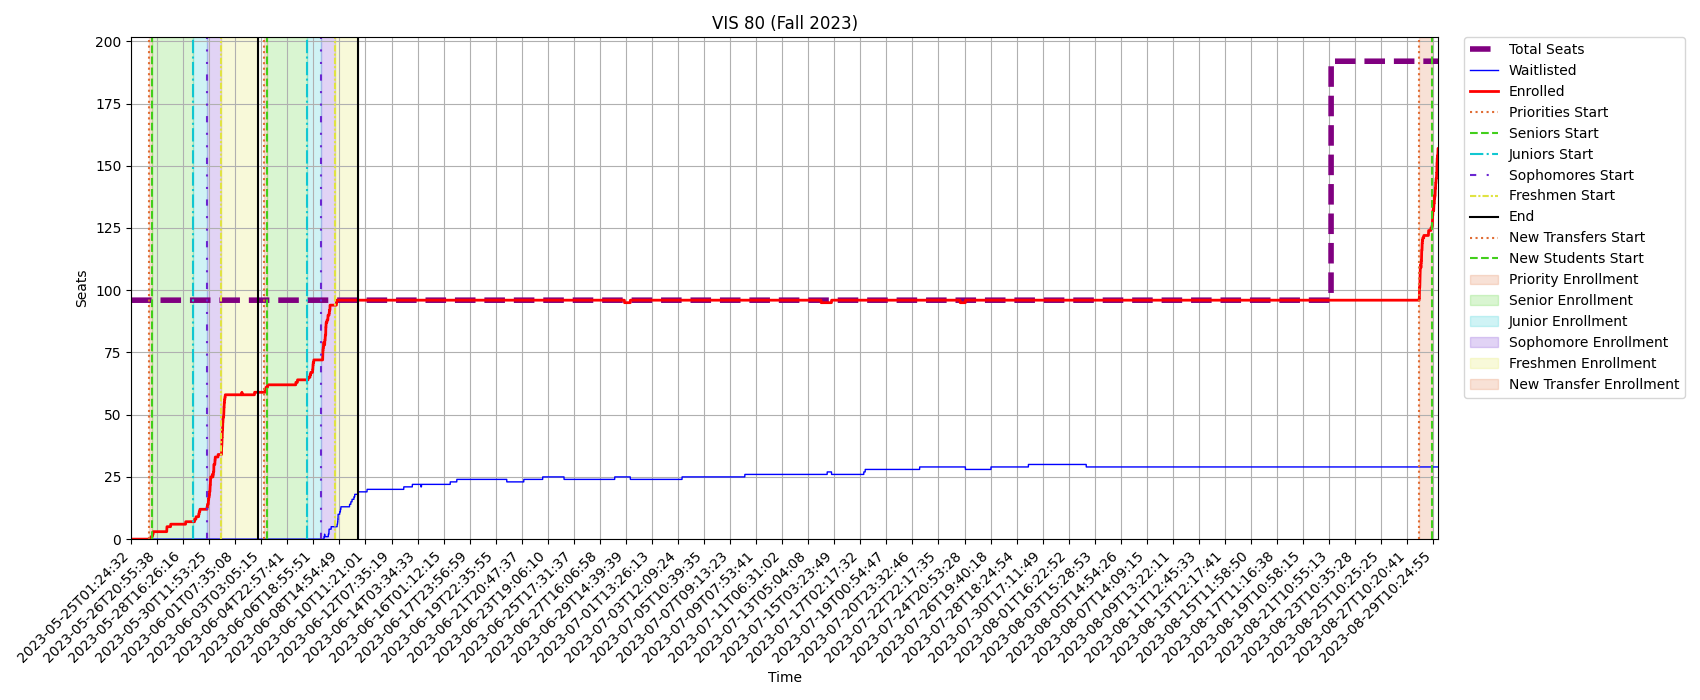 VIS 80 (Fall 2023)
200
175
150
125
100
75
50
25
0
Seats
2023-05-25T01:24:32
2023-05-26T20:55:38
2023-05-28T16:26:16
2023-05-30T11:53:25
2023-06-01T07:35:08
2023-06-03T03:05:15
2023-06-04T22:57:41
2023-06-06T18:55:51
2023-06-08T14:54:49
2023-06-10T11:21:01
2023-06-12T07:35:19
2023-06-14T03:34:33
2023-06-16T01:12:15
2023-06-17T23:56:59
2023-06-19T22:35:55
2023-06-21T20:47:37
2023-06-23T19:06:10
2023-06-25T17:31:37
2023-06-27T16:06:58
2023-06-29T14:39:39
2023-07-01T13:26:13
2023-07-03T12:09:24
2023-07-05T10:39:35
2023-07-07T09:13:23
2023-07-09T07:53:41
2023-07-11T06:31:02
2023-07-13T05:04:08
2023-07-15T03:23:49
2023-07-17T02:17:32
2023-07-19T00:54:47
2023-07-20T23:32:46
2023-07-22T22:17:35
2023-07-24T20:53:28
2023-07-26T19:40:18
2023-07-28T18:24:54
2023-07-30T17:11:49
2023-08-01T16:22:52
2023-08-03T15:28:53
2023-08-05T14:54:26
2023-08-07T14:09:15
2023-08-09T13:22:11
2023-08-11T12:45:33
2023-08-13T12:17:41
2023-08-15T11:58:50
2023-08-17T11:16:38
2023-08-19T10:58:15
2023-08-21T10:55:13
2023-08-23T10:35:28
2023-08-25T10:25:25
2023-08-27T10:20:41
2023-08-29T10:24:55
Time
Total Seats
Waitlisted
Enrolled
Priorities Start
Seniors Start
Juniors Start
Sophomores Start
Freshmen Start
End
New Transfers Start
New Students Start
Priority Enrollment
Senior Enrollment
Junior Enrollment
Sophomore Enrollment
Freshmen Enrollment
New Transfer Enrollment